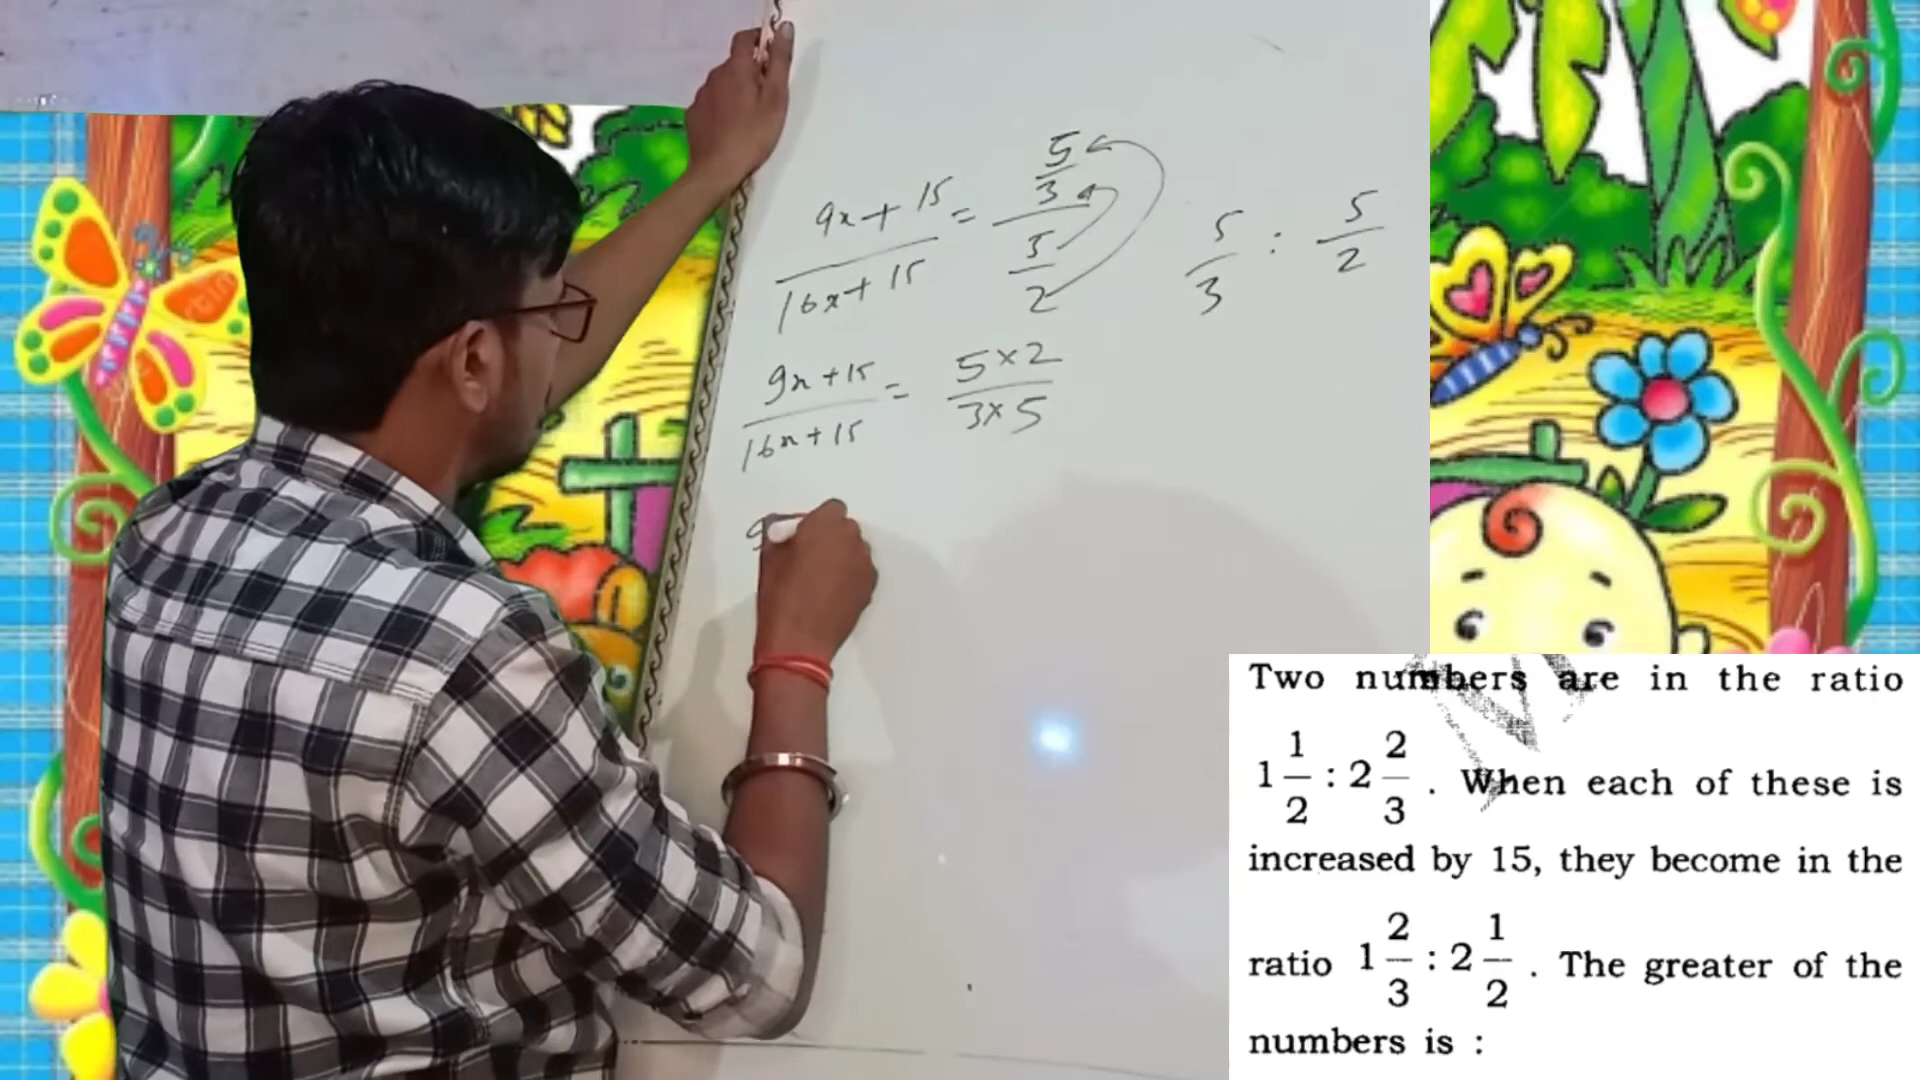 9x + 15 / 16x + 15 = 5/3 / 5/2
5/3 : 5/2
9x + 15 / 16x + 15 = 5 × 2 / 3 × 5
9
Two numbers are in the ratio
1 1/2 : 2 2/3 . When each of these is
increased by 15, they become in the
ratio 1 2/3 : 2 1/2 . The greater of the
numbers is :